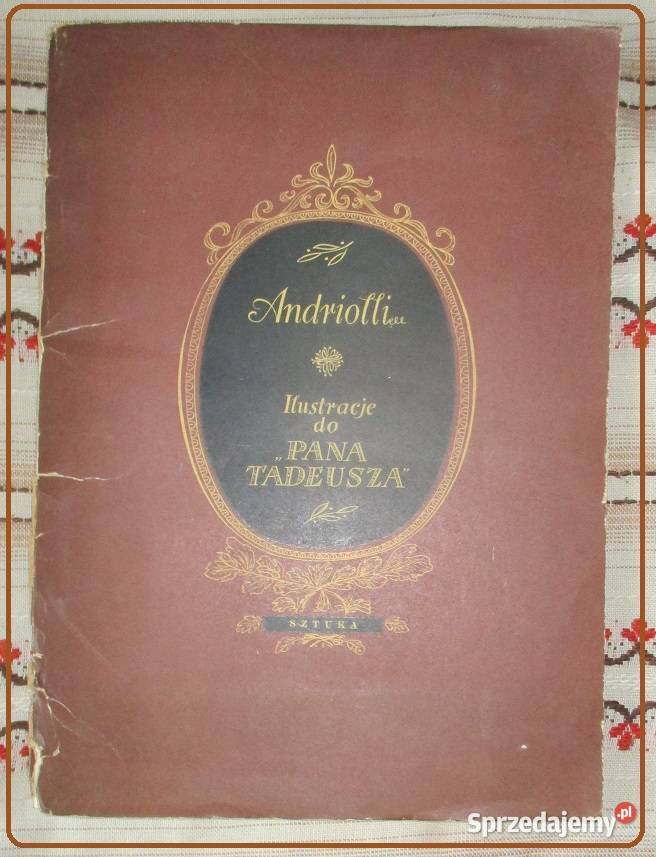 Andriolli
Ilustracje
do
„PANA
TADEUSZA"
SZTUKA
Sprzedajemy.pl